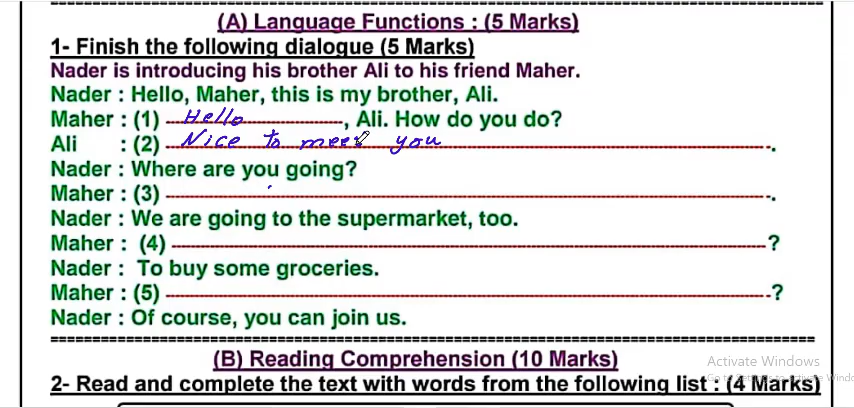 (A) Language Functions : (5 Marks)
1- Finish the following dialogue (5 Marks)
Nader is introducing his brother Ali to his friend Maher.
Nader : Hello, Maher, this is my brother, Ali.
Maher : (1) Hello, Ali. How do you do?
Ali : (2) Nice to meet you.
Nader : Where are you going?
Maher : (3) .
Nader : We are going to the supermarket, too.
Maher : (4) ?
Nader : To buy some groceries.
Maher : (5) ?
Nader : Of course, you can join us.
(B) Reading Comprehension (10 Marks)
Activate Windows
2- Read and complete the text with words from the following list : (4 Marks)